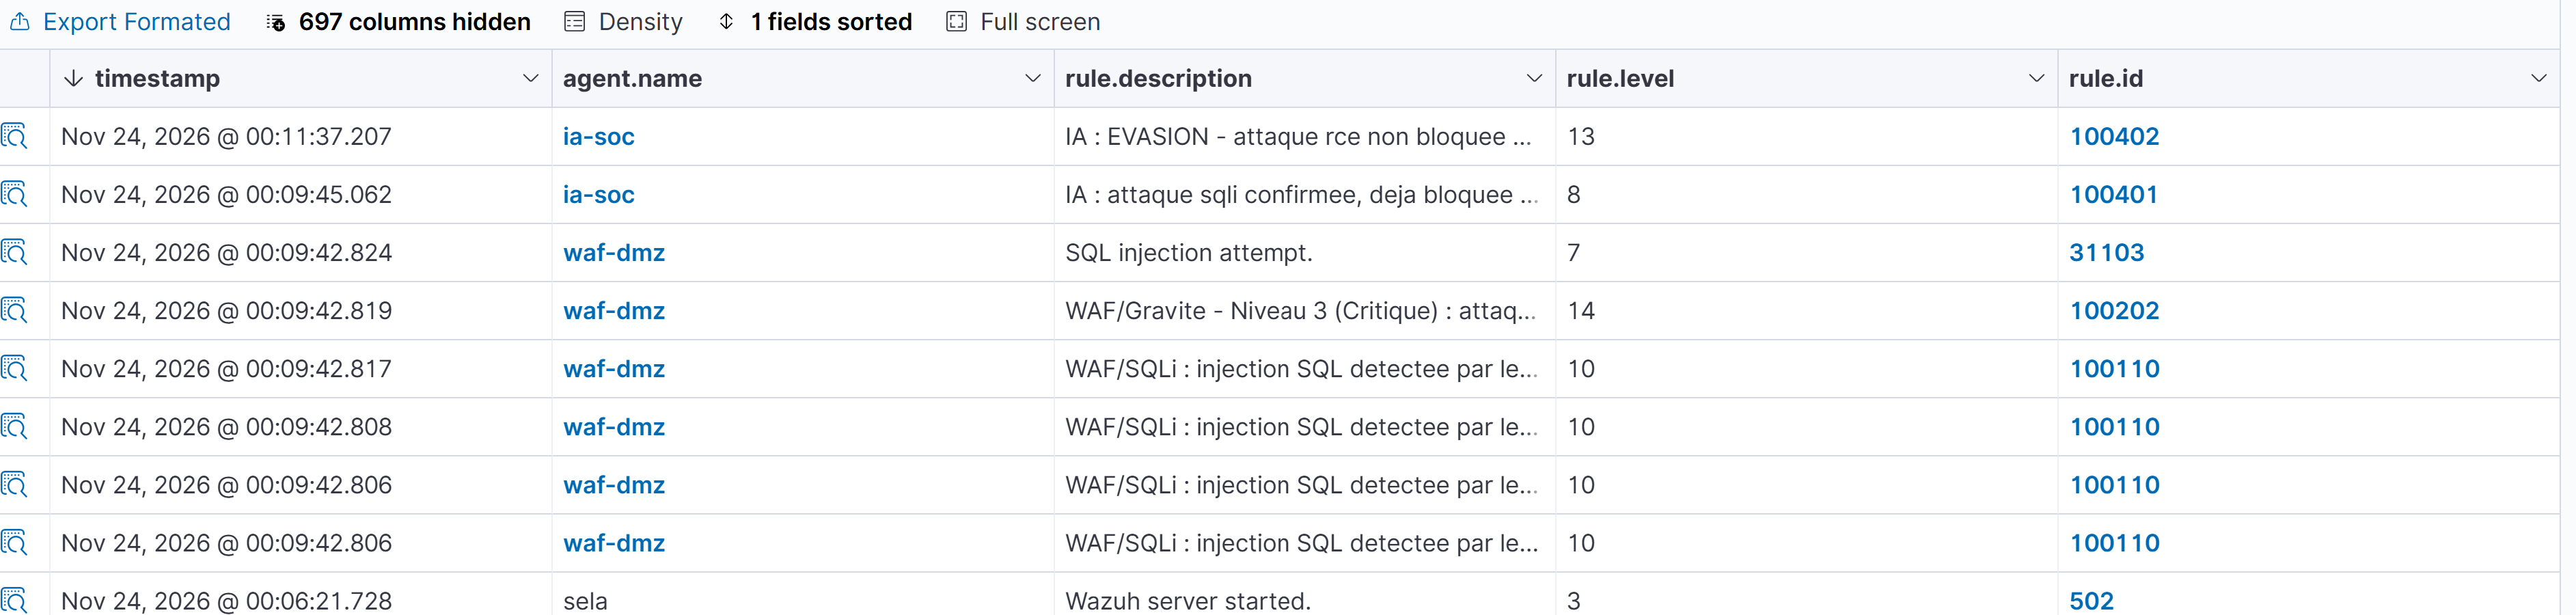 Export Formated 697 columns hidden Density 1 fields sorted Full screen
timestamp agent.name rule.description rule.level rule.id
Nov 24, 2026 @ 00:11:37.207 ia-soc IA : EVASION - attaque rce non bloquee ... 13 100402
Nov 24, 2026 @ 00:09:45.062 ia-soc IA : attaque sqli confirmee, deja bloquee ... 8 100401
Nov 24, 2026 @ 00:09:42.824 waf-dmz SQL injection attempt. 7 31103
Nov 24, 2026 @ 00:09:42.819 waf-dmz WAF/Gravite - Niveau 3 (Critique) : attaq... 14 100202
Nov 24, 2026 @ 00:09:42.817 waf-dmz WAF/SQLi : injection SQL detectee par le... 10 100110
Nov 24, 2026 @ 00:09:42.808 waf-dmz WAF/SQLi : injection SQL detectee par le... 10 100110
Nov 24, 2026 @ 00:09:42.806 waf-dmz WAF/SQLi : injection SQL detectee par le... 10 100110
Nov 24, 2026 @ 00:09:42.806 waf-dmz WAF/SQLi : injection SQL detectee par le... 10 100110
Nov 24, 2026 @ 00:06:21.728 sela Wazuh server started. 3 502